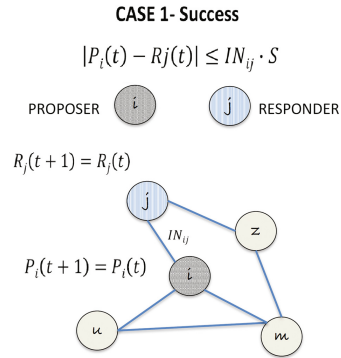 CASE 1- Success
|Pi(t) − Rj(t)| ≤ INij · S
PROPOSER i j RESPONDER
Rj(t+1) = Rj(t)
j
INij
z
Pi(t+1) = Pi(t)
i
u
m